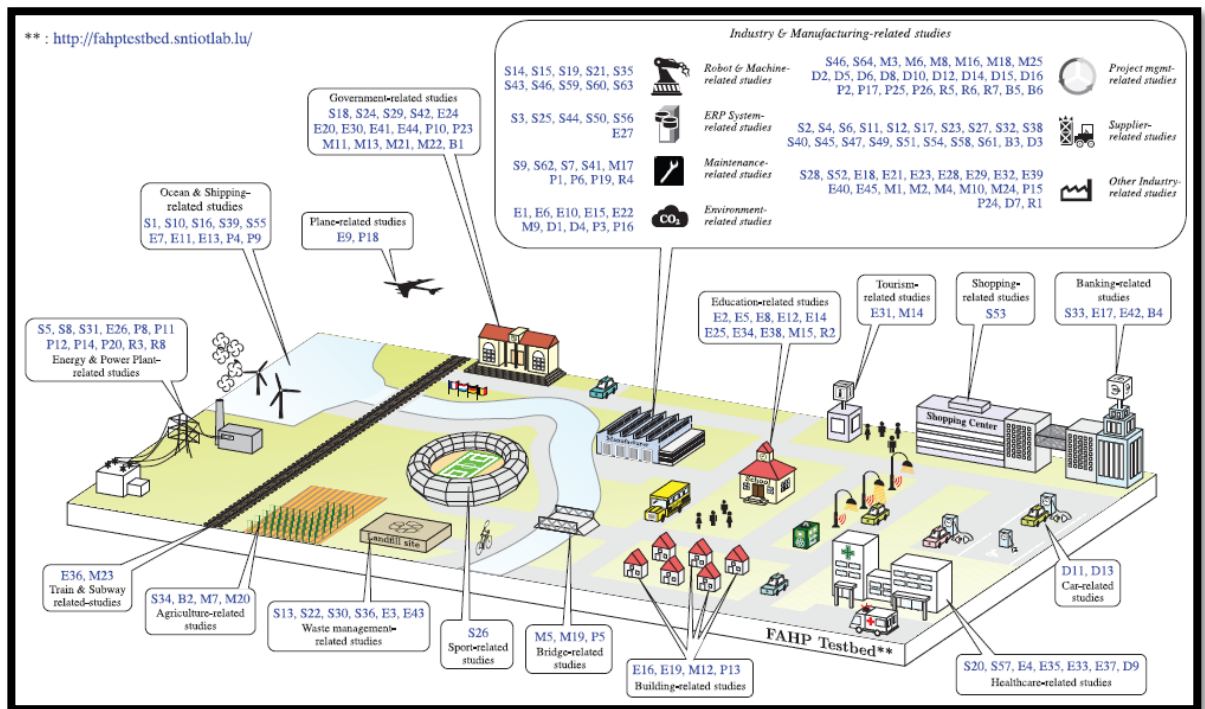 ** : http://fahptestbed.sntiotlab.lu/
Industry & Manufacturing-related studies
S14, S15, S19, S21, S35
S43, S46, S59, S60, S63
Robot & Machine-
related studies
S3, S25, S44, S50, S56
E27
ERP System-
related studies
S9, S62, S7, S41, M17
P1, P6, P19, R4
Maintenance-
related studies
E1, E6, E10, E15, E22
M9, D1, D4, P3, P16
CO2
Environment-
related studies
S46, S64, M3, M6, M8, M16, M18, M25
D2, D5, D6, D8, D10, D12, D14, D15, D16
P2, P17, P25, P26, R5, R6, R7, B5, B6
Project mgmt-
related studies
S2, S4, S6, S11, S12, S17, S23, S27, S32, S38
S40, S45, S47, S49, S51, S54, S58, S61, B3, D3
Supplier-
related studies
S28, S52, E18, E21, E23, E28, E29, E32, E39
E40, E45, M1, M2, M4, M10, M24, P15
P24, D7, R1
Other Industry-
related studies
Government-related studies
S18, S24, S29, S42, E24
E20, E30, E41, E44, P10, P23
M11, M13, M21, M22, B1
Ocean & Shipping-
related studies
S1, S10, S16, S39, S55
E7, E11, E13, P4, P9
Plane-related studies
E9, P18
S5, S8, S31, E26, P8, P11
P12, P14, P20, R3, R8
Energy & Power Plant-
related studies
Education-related studies
E2, E5, E8, E12, E14
E25, E34, E38, M15, R2
Tourism-
related studies
E31, M14
Shopping-
related studies
S53
Banking-related
studies
S33, E17, E42, B4
Shopping Center
Manufacturer
School
Landfill site
E36, M23
Train & Subway
related-studies
S34, B2, M7, M20
Agriculture-related
studies
S13, S22, S30, S36, E3, E43
Waste management-
related studies
S26
Sport-related
studies
M5, M19, P5
Bridge-related
studies
E16, E19, M12, P13
Building-related studies
D11, D13
Car-related
studies
S20, S57, E4, E35, E33, E37, D9
Healthcare-related studies
FAHP Testbed**